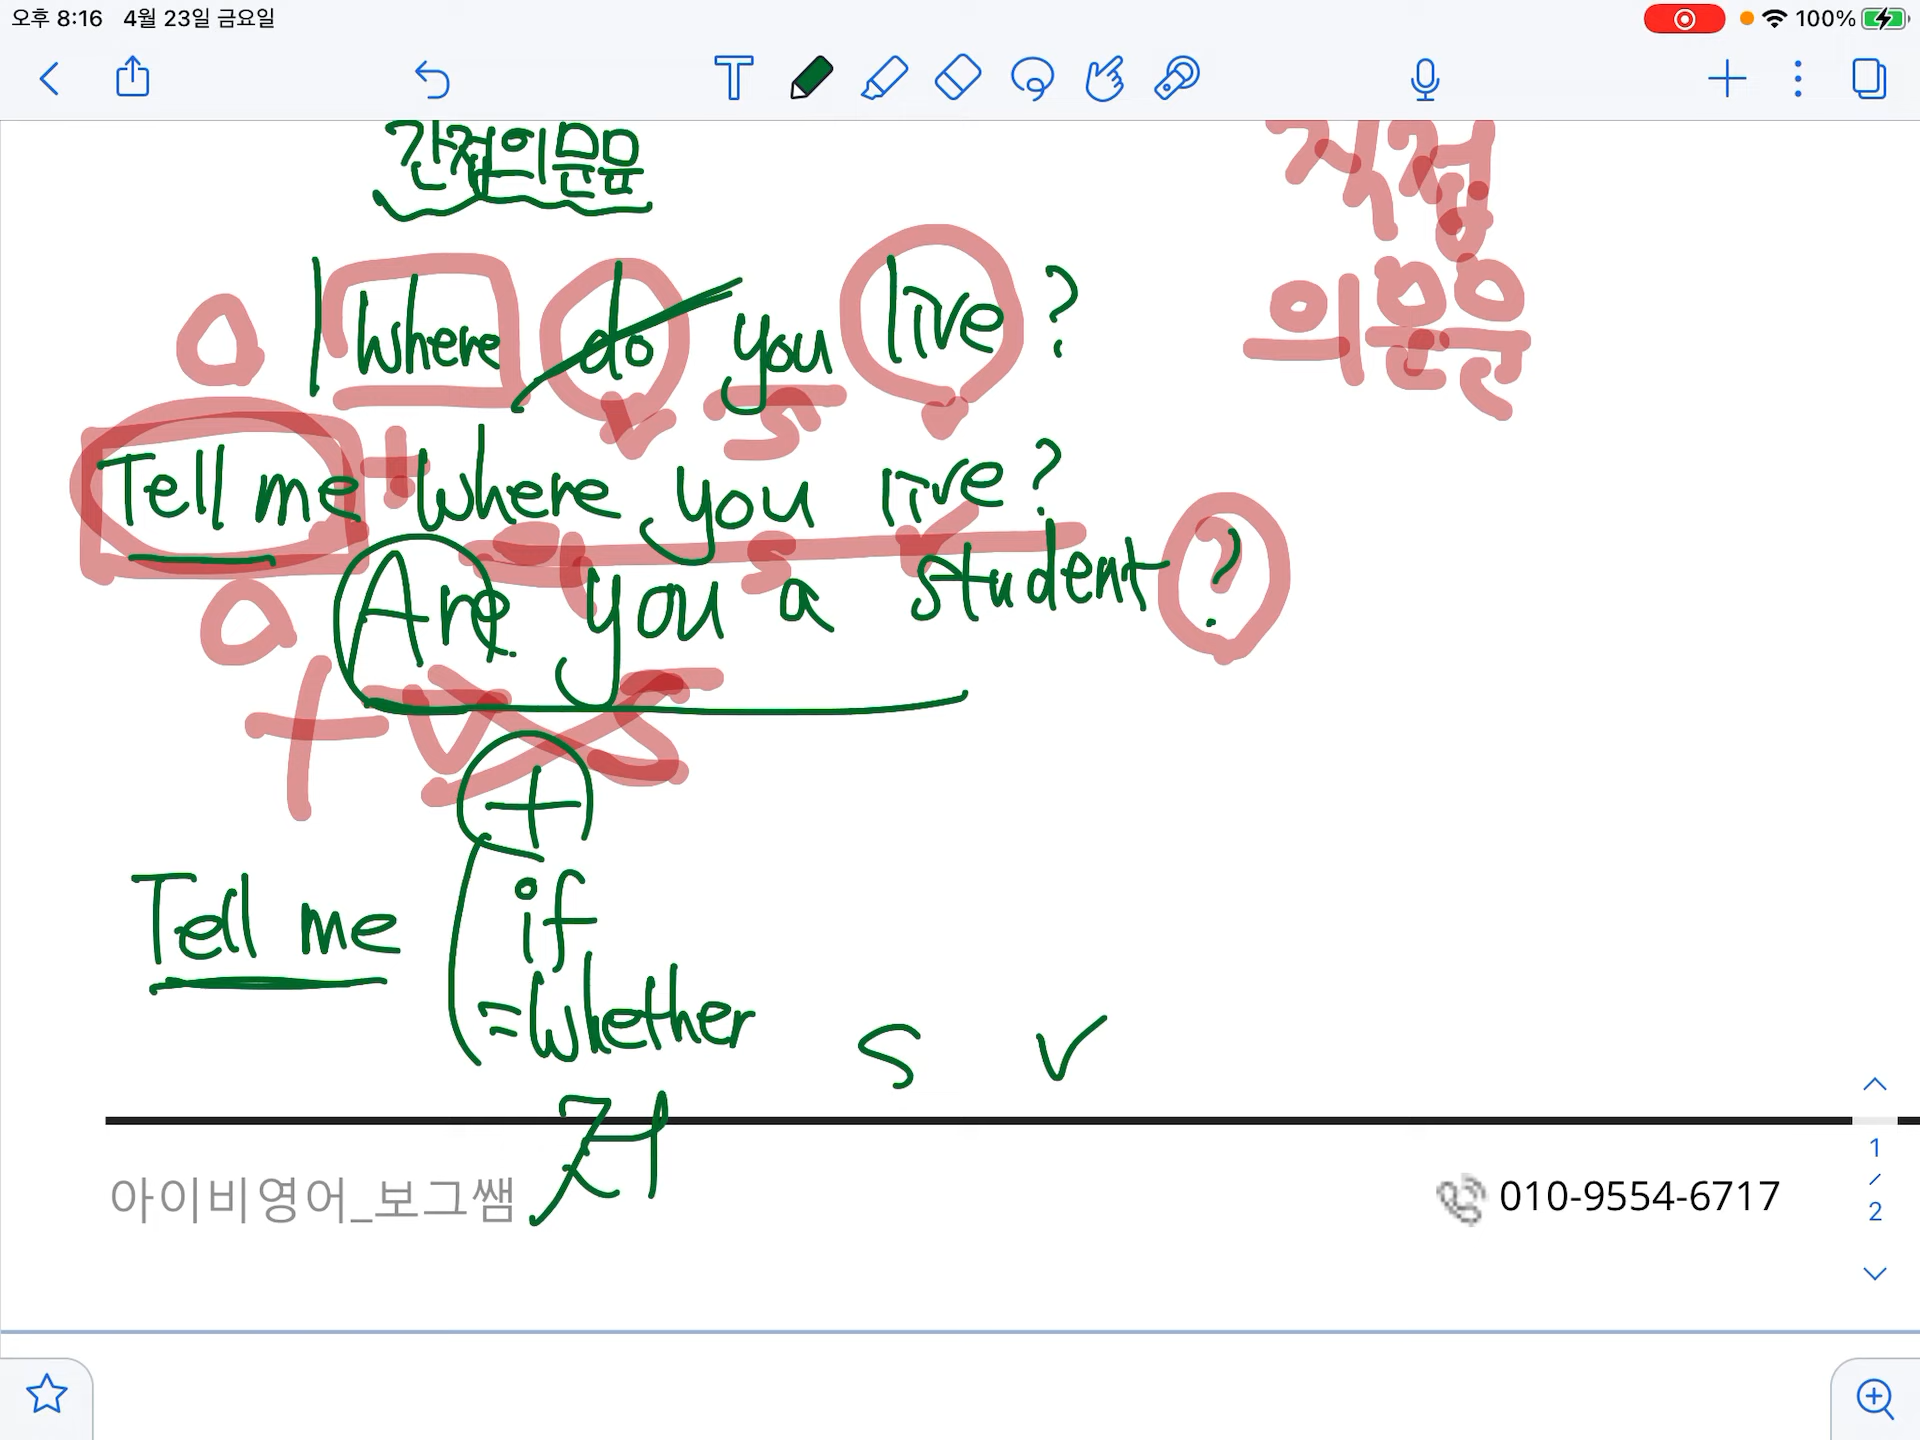 오후 8:16 4월 23일 금요일 100%
간접의문문
직접
의문문
Where do you live?
V S V
Tell me + Where you live?
S V
Are you a student?
+ V S
+
Tell me if
=Whether S V
지
아이비영어_보그쌤 010-9554-6717
1
/
2